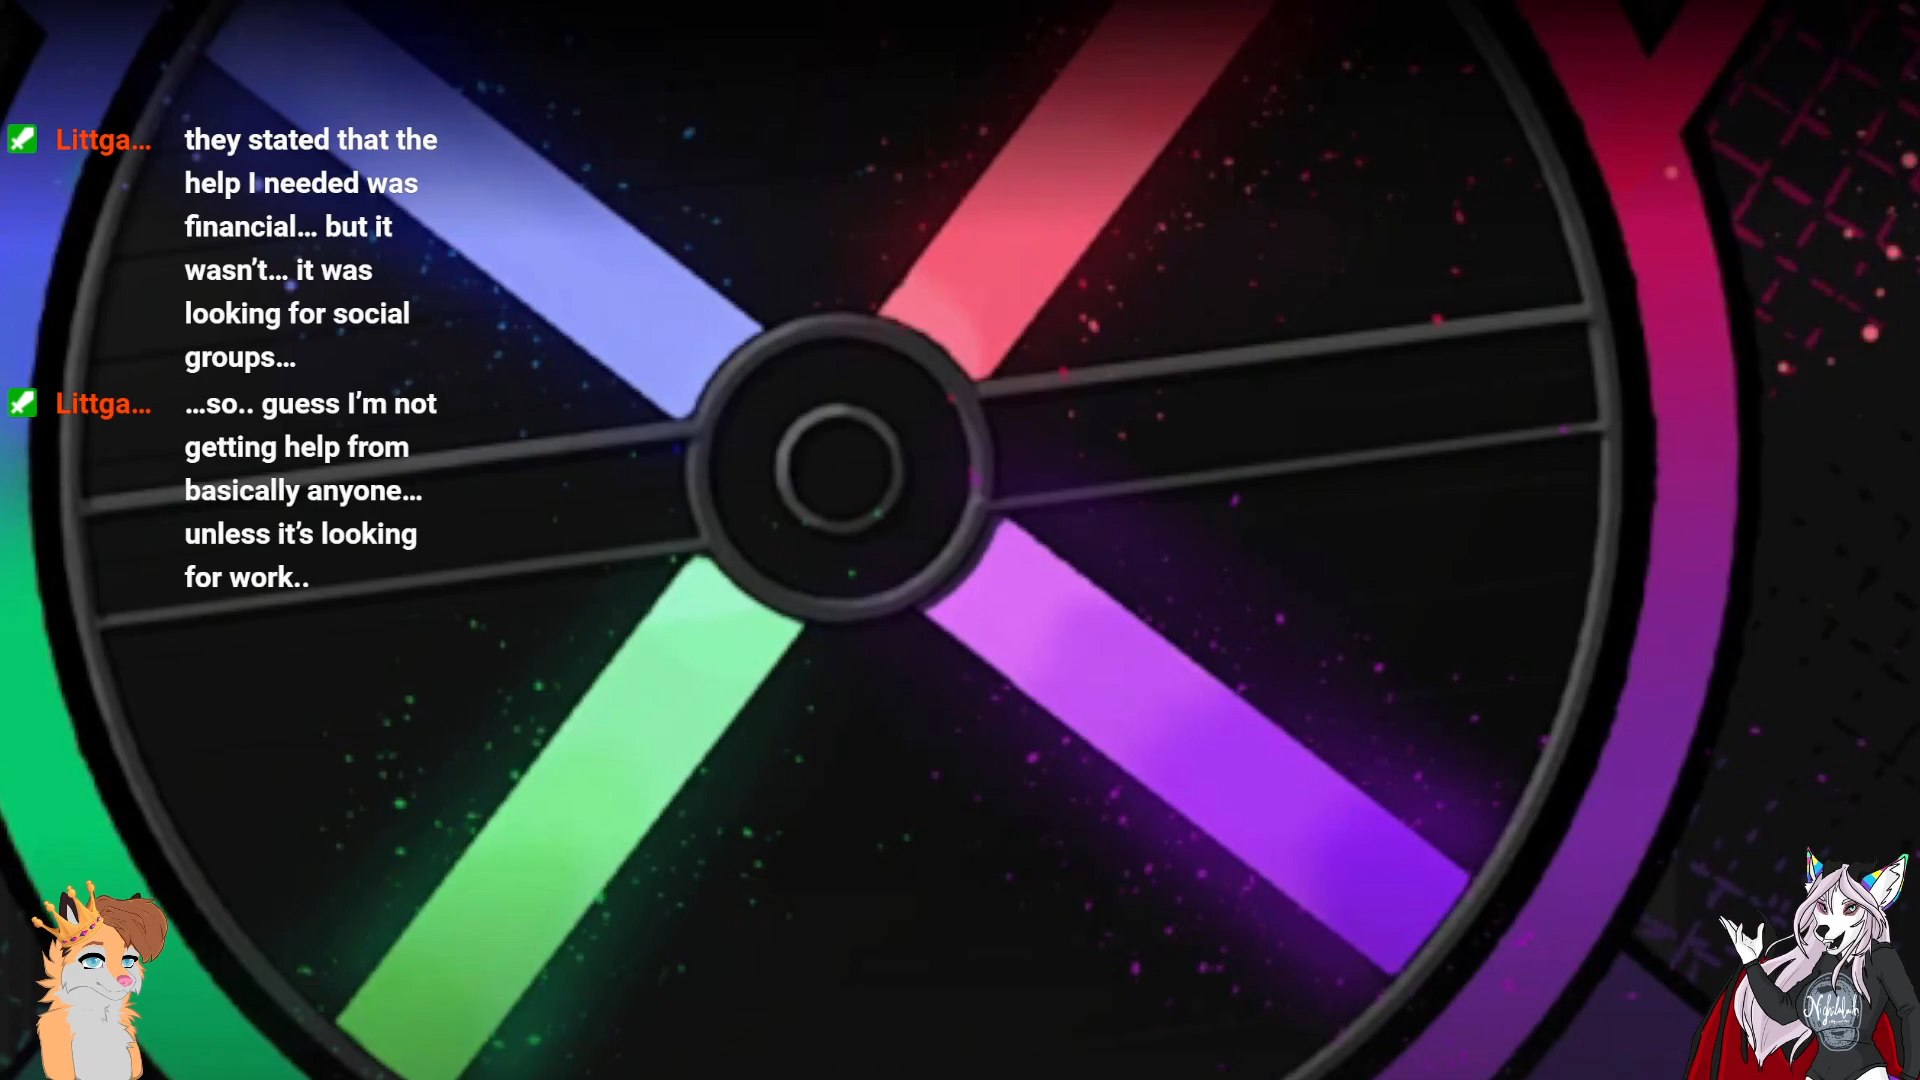 Littga… they stated that the
help I needed was
financial… but it
wasn’t… it was
looking for social
groups…
Littga… …so.. guess I’m not
getting help from
basically anyone…
unless it’s looking
for work..